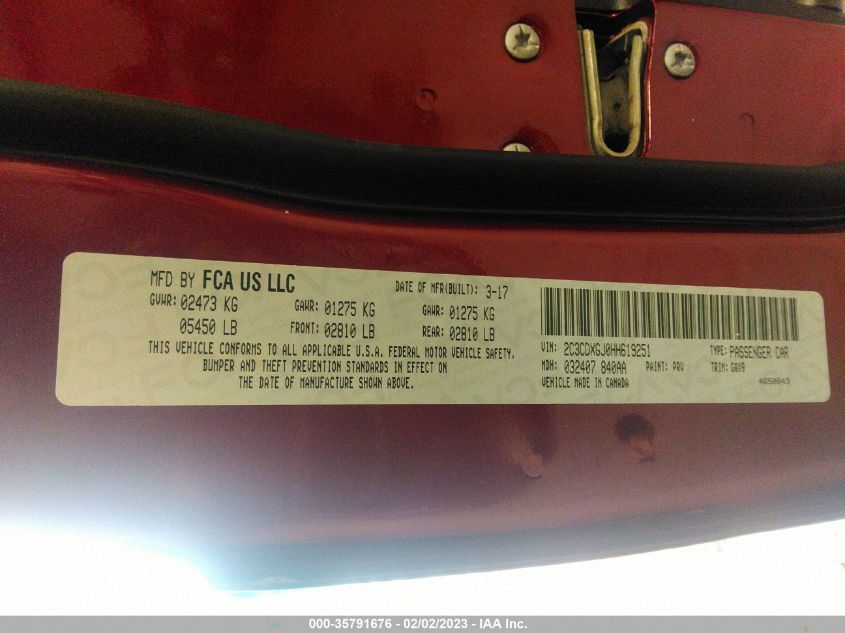 MFD BY FCA US LLC
DATE OF MFR(BUILT): 3-17
GVWR: 02473 KG GAWR: 01275 KG GAWR: 01275 KG
05450 LB FRONT: 02810 LB REAR: 02810 LB
THIS VEHICLE CONFORMS TO ALL APPLICABLE U.S.A. FEDERAL MOTOR VEHICLE SAFETY,
BUMPER AND THEFT PREVENTION STANDARDS IN EFFECT ON
THE DATE OF MANUFACTURE SHOWN ABOVE.
VIN: 2C3CDXGJ0HH619251 TYPE: PASSENGER CAR
MDH: 032407 840AA PAINT: PRV TRIM: GQX9
VEHICLE MADE IN CANADA 4650843
000-35791676 — 02/02/2023 — IAA Inc.